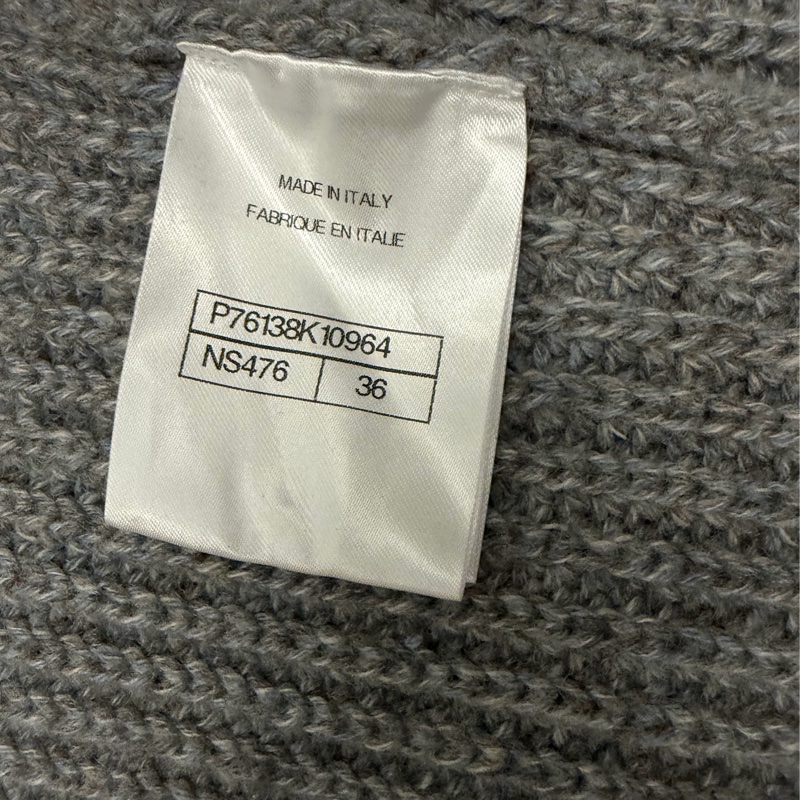 MADE IN ITALY
FABRIQUE EN ITALIE
P76138K10964
NS476 36